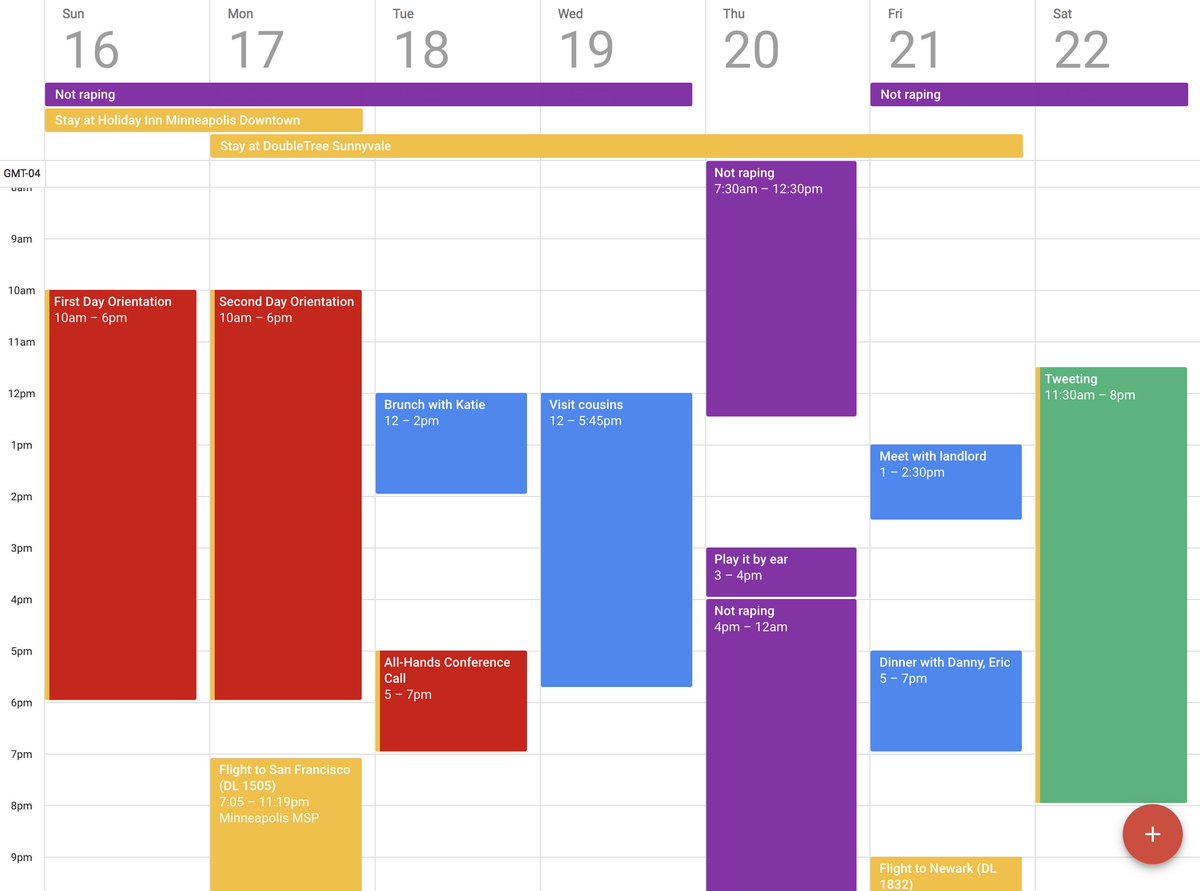 Sun
Mon
Tue
Wed
Thu
Fri
Sat
16
17
18
19
20
21
22
Not raping
Not raping
Stay at Holiday Inn Minneapolis Downtown
Stay at DoubleTree Sunnyvale
GMT-04
8am
9am
10am
11am
12pm
1pm
2pm
3pm
4pm
5pm
6pm
7pm
8pm
9pm
First Day Orientation
10am – 6pm
Second Day Orientation
10am – 6pm
Flight to San Francisco
(DL 1505)
7:05 – 11:19pm
Minneapolis MSP
Brunch with Katie
12 – 2pm
All-Hands Conference
Call
5 – 7pm
Visit cousins
12 – 5:45pm
Not raping
7:30am – 12:30pm
Play it by ear
3 – 4pm
Not raping
4pm – 12am
Meet with landlord
1 – 2:30pm
Dinner with Danny, Eric
5 – 7pm
Flight to Newark (DL
1832)
Tweeting
11:30am – 8pm
+